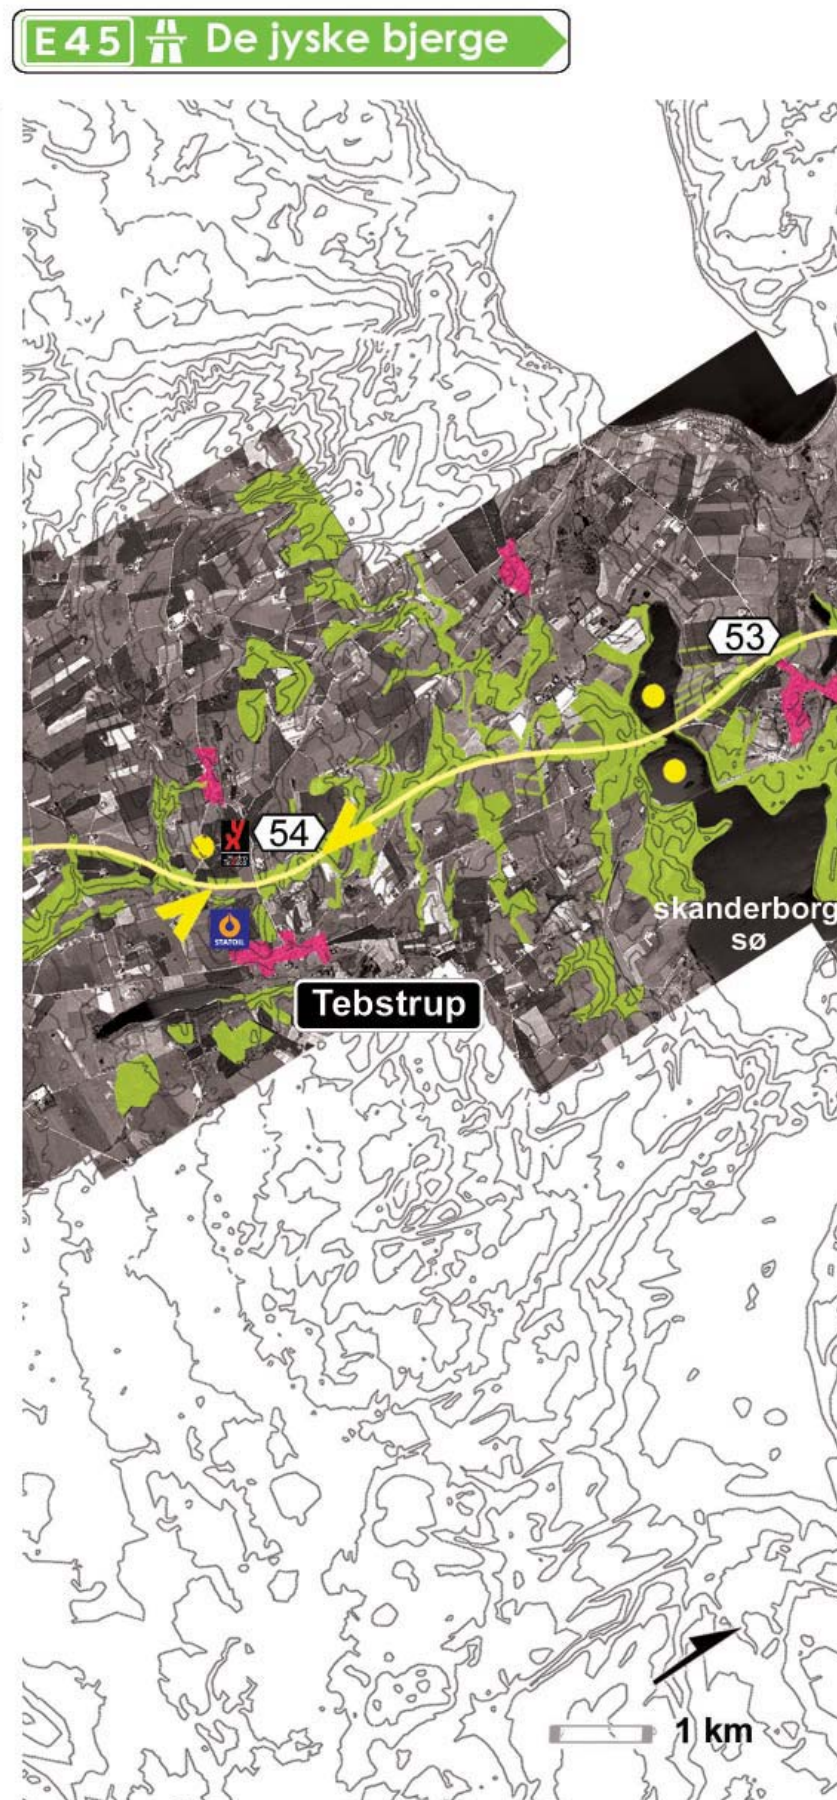 E45 De jyske bjerge
53
54
STATOIL
skanderborg
sø
Tebstrup
1 km